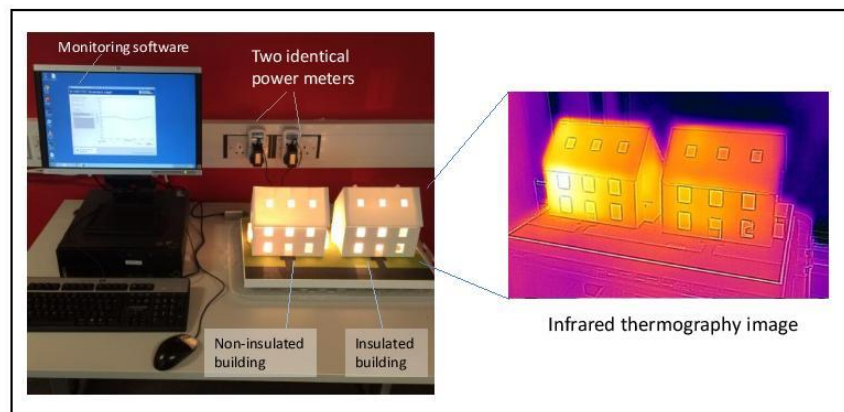 Monitoring software
Two identical
power meters
Non-insulated
building
Insulated
building
Infrared thermography image